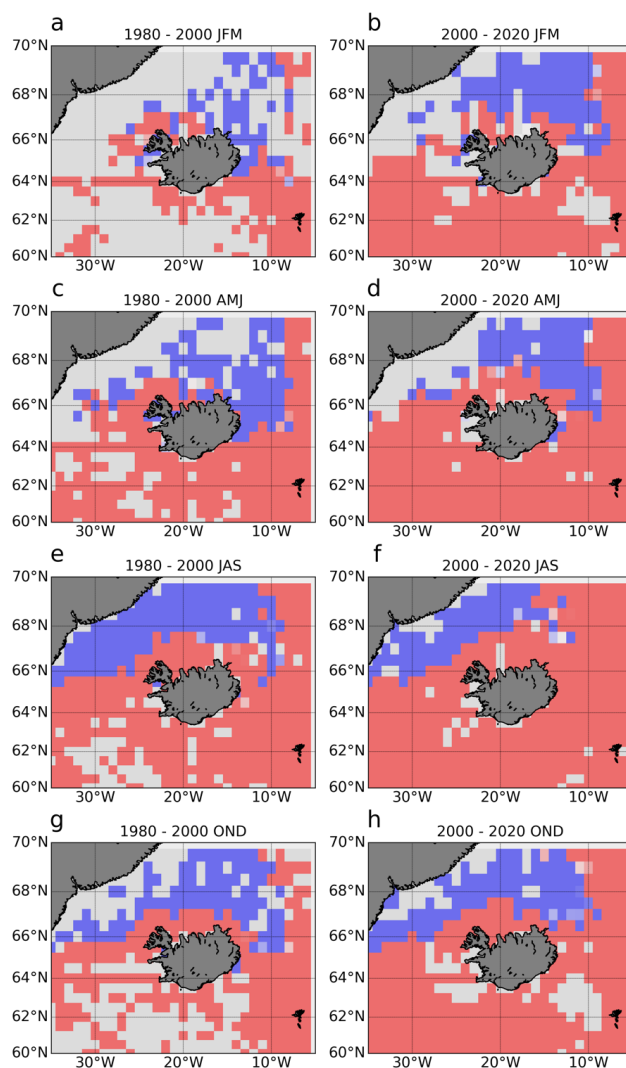 a 1980 - 2000 JFM
b 2000 - 2020 JFM
70°N 70°N
68°N 68°N
66°N 66°N
64°N 64°N
62°N 62°N
60°N 60°N
30°W 20°W 10°W 30°W 20°W 10°W
c 1980 - 2000 AMJ
d 2000 - 2020 AMJ
70°N 70°N
68°N 68°N
66°N 66°N
64°N 64°N
62°N 62°N
60°N 60°N
30°W 20°W 10°W 30°W 20°W 10°W
e 1980 - 2000 JAS
f 2000 - 2020 JAS
70°N 70°N
68°N 68°N
66°N 66°N
64°N 64°N
62°N 62°N
60°N 60°N
30°W 20°W 10°W 30°W 20°W 10°W
g 1980 - 2000 OND
h 2000 - 2020 OND
70°N 70°N
68°N 68°N
66°N 66°N
64°N 64°N
62°N 62°N
60°N 60°N
30°W 20°W 10°W 30°W 20°W 10°W